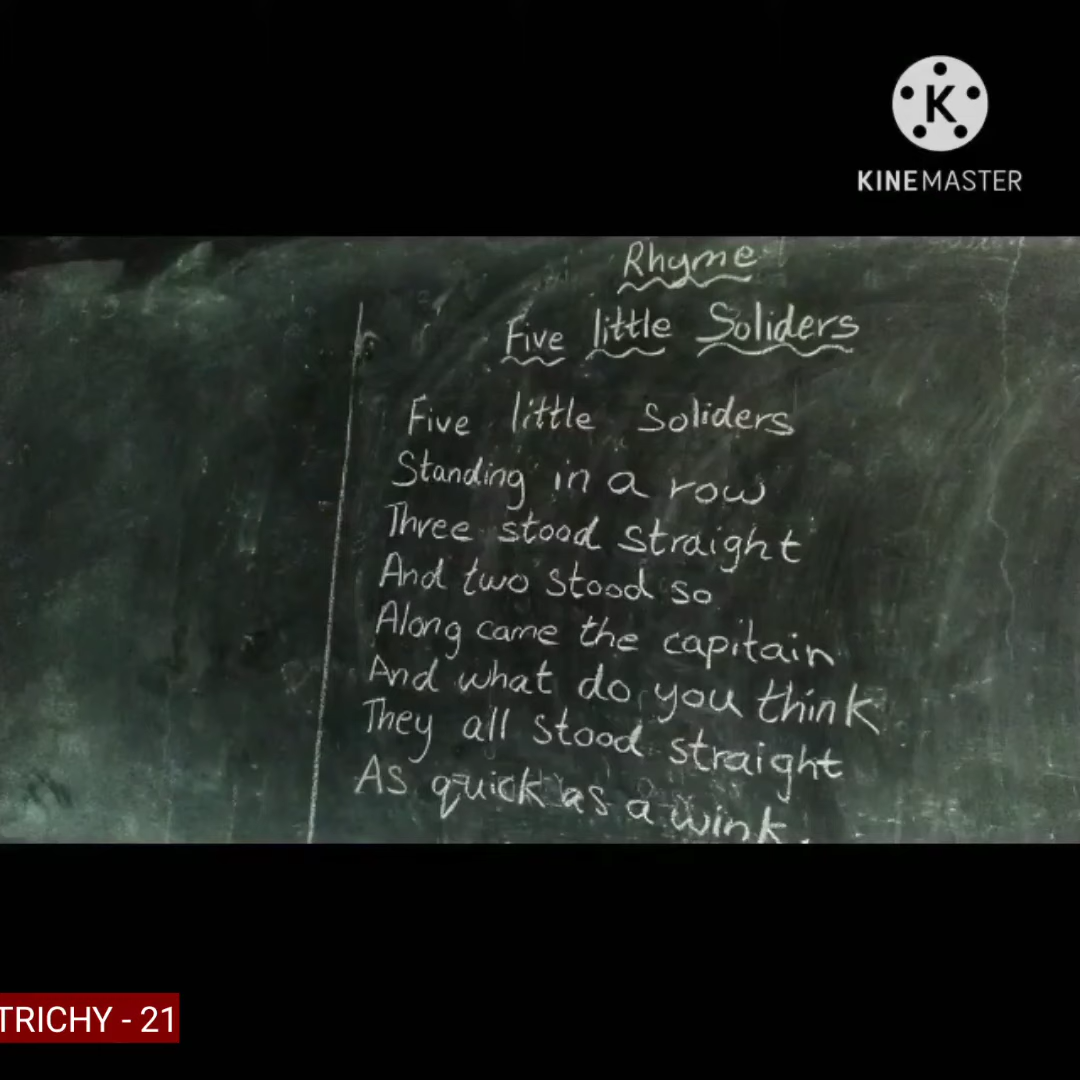 K
KINEMASTER
Rhyme
Five little Soliders
Five little soliders
Standing in a row
Three stood straight
And two stood so
Along came the capitain
And what do you think
They all stood straight
As quick as a wink.
TRICHY - 21